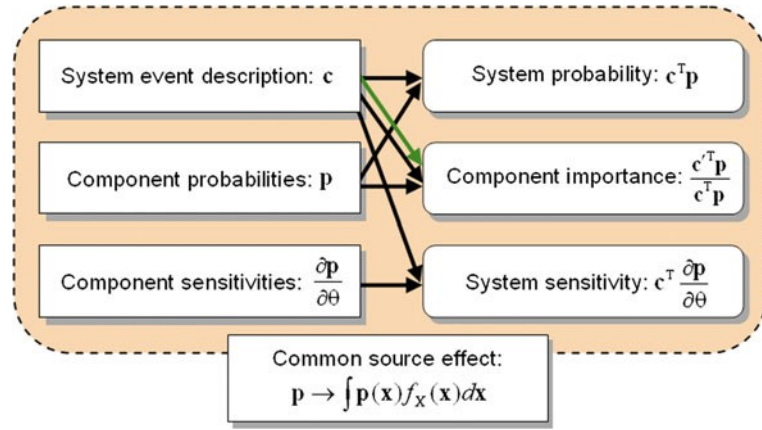 System event description: c
System probability: cᵀp
Component probabilities: p
Component importance: c′ᵀp / cᵀp
Component sensitivities: ∂p/∂θ
System sensitivity: cᵀ ∂p/∂θ
Common source effect:
p → ∫p(x)fₓ(x)dx